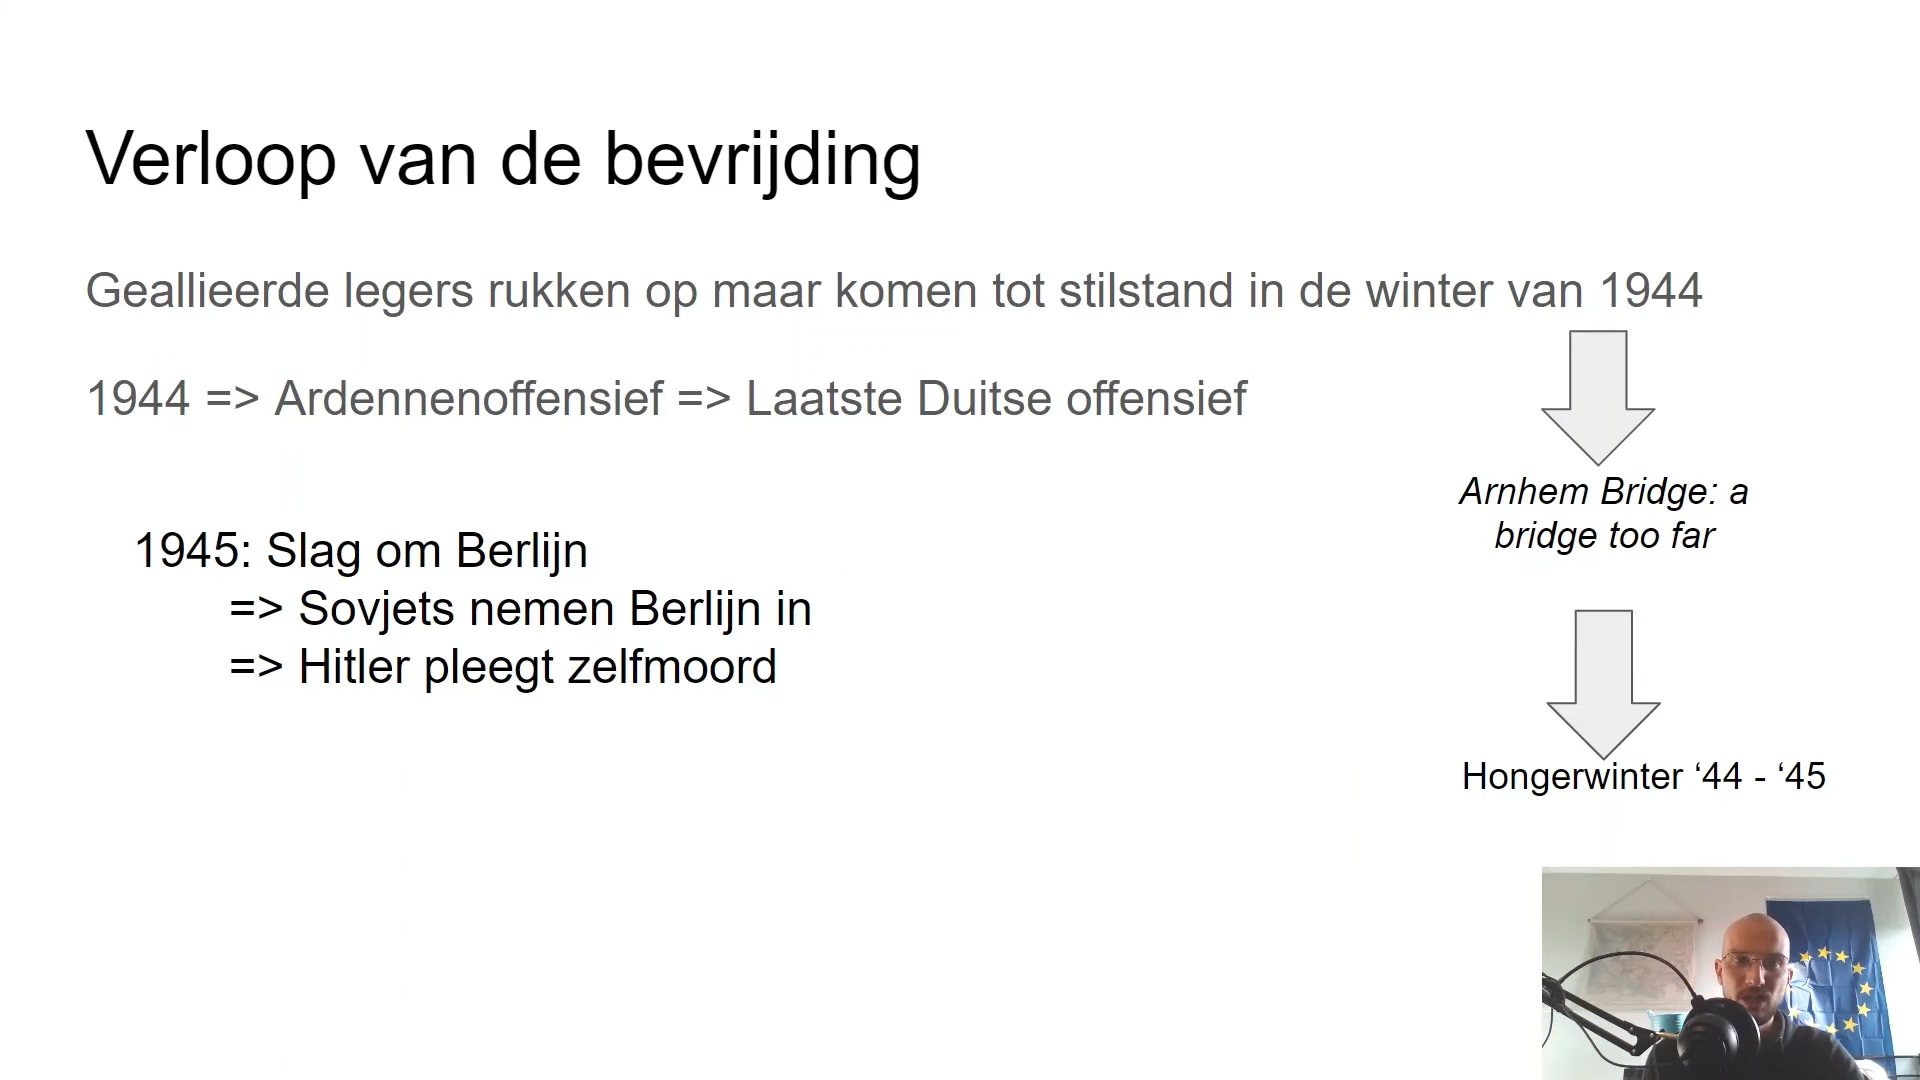 Verloop van de bevrijding
Geallieerde legers rukken op maar komen tot stilstand in de winter van 1944
1944 => Ardennenoffensief => Laatste Duitse offensief
Arnhem Bridge: a
bridge too far
1945: Slag om Berlijn
=> Sovjets nemen Berlijn in
=> Hitler pleegt zelfmoord
Hongerwinter ‘44 - ‘45